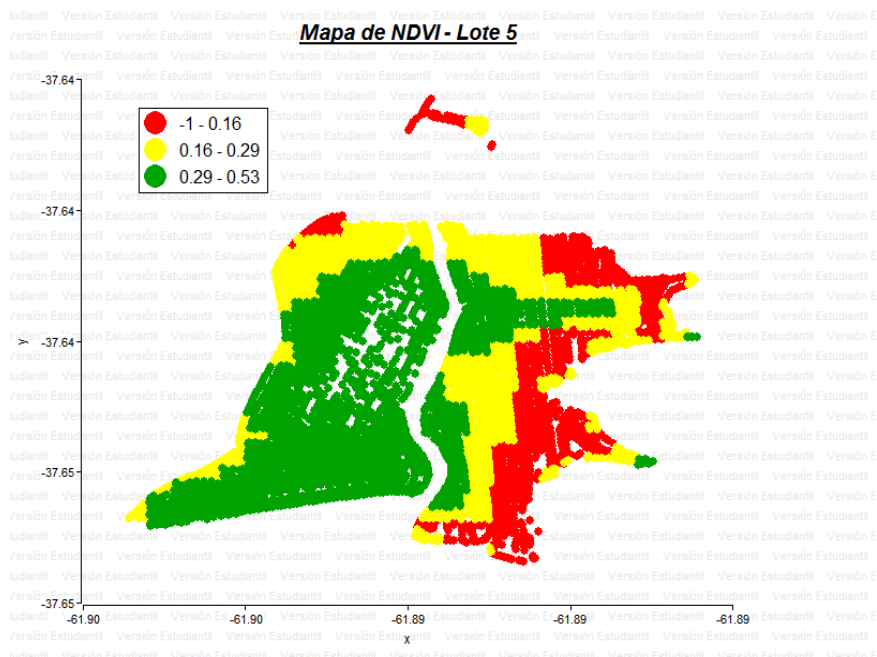 Mapa de NDVI - Lote 5
-37.64
-1 - 0.16
0.16 - 0.29
0.29 - 0.53
-37.64
y
-37.64
-37.65
-37.65
-61.90
-61.90
-61.89
-61.89
-61.89
x
Versión Estudiantil